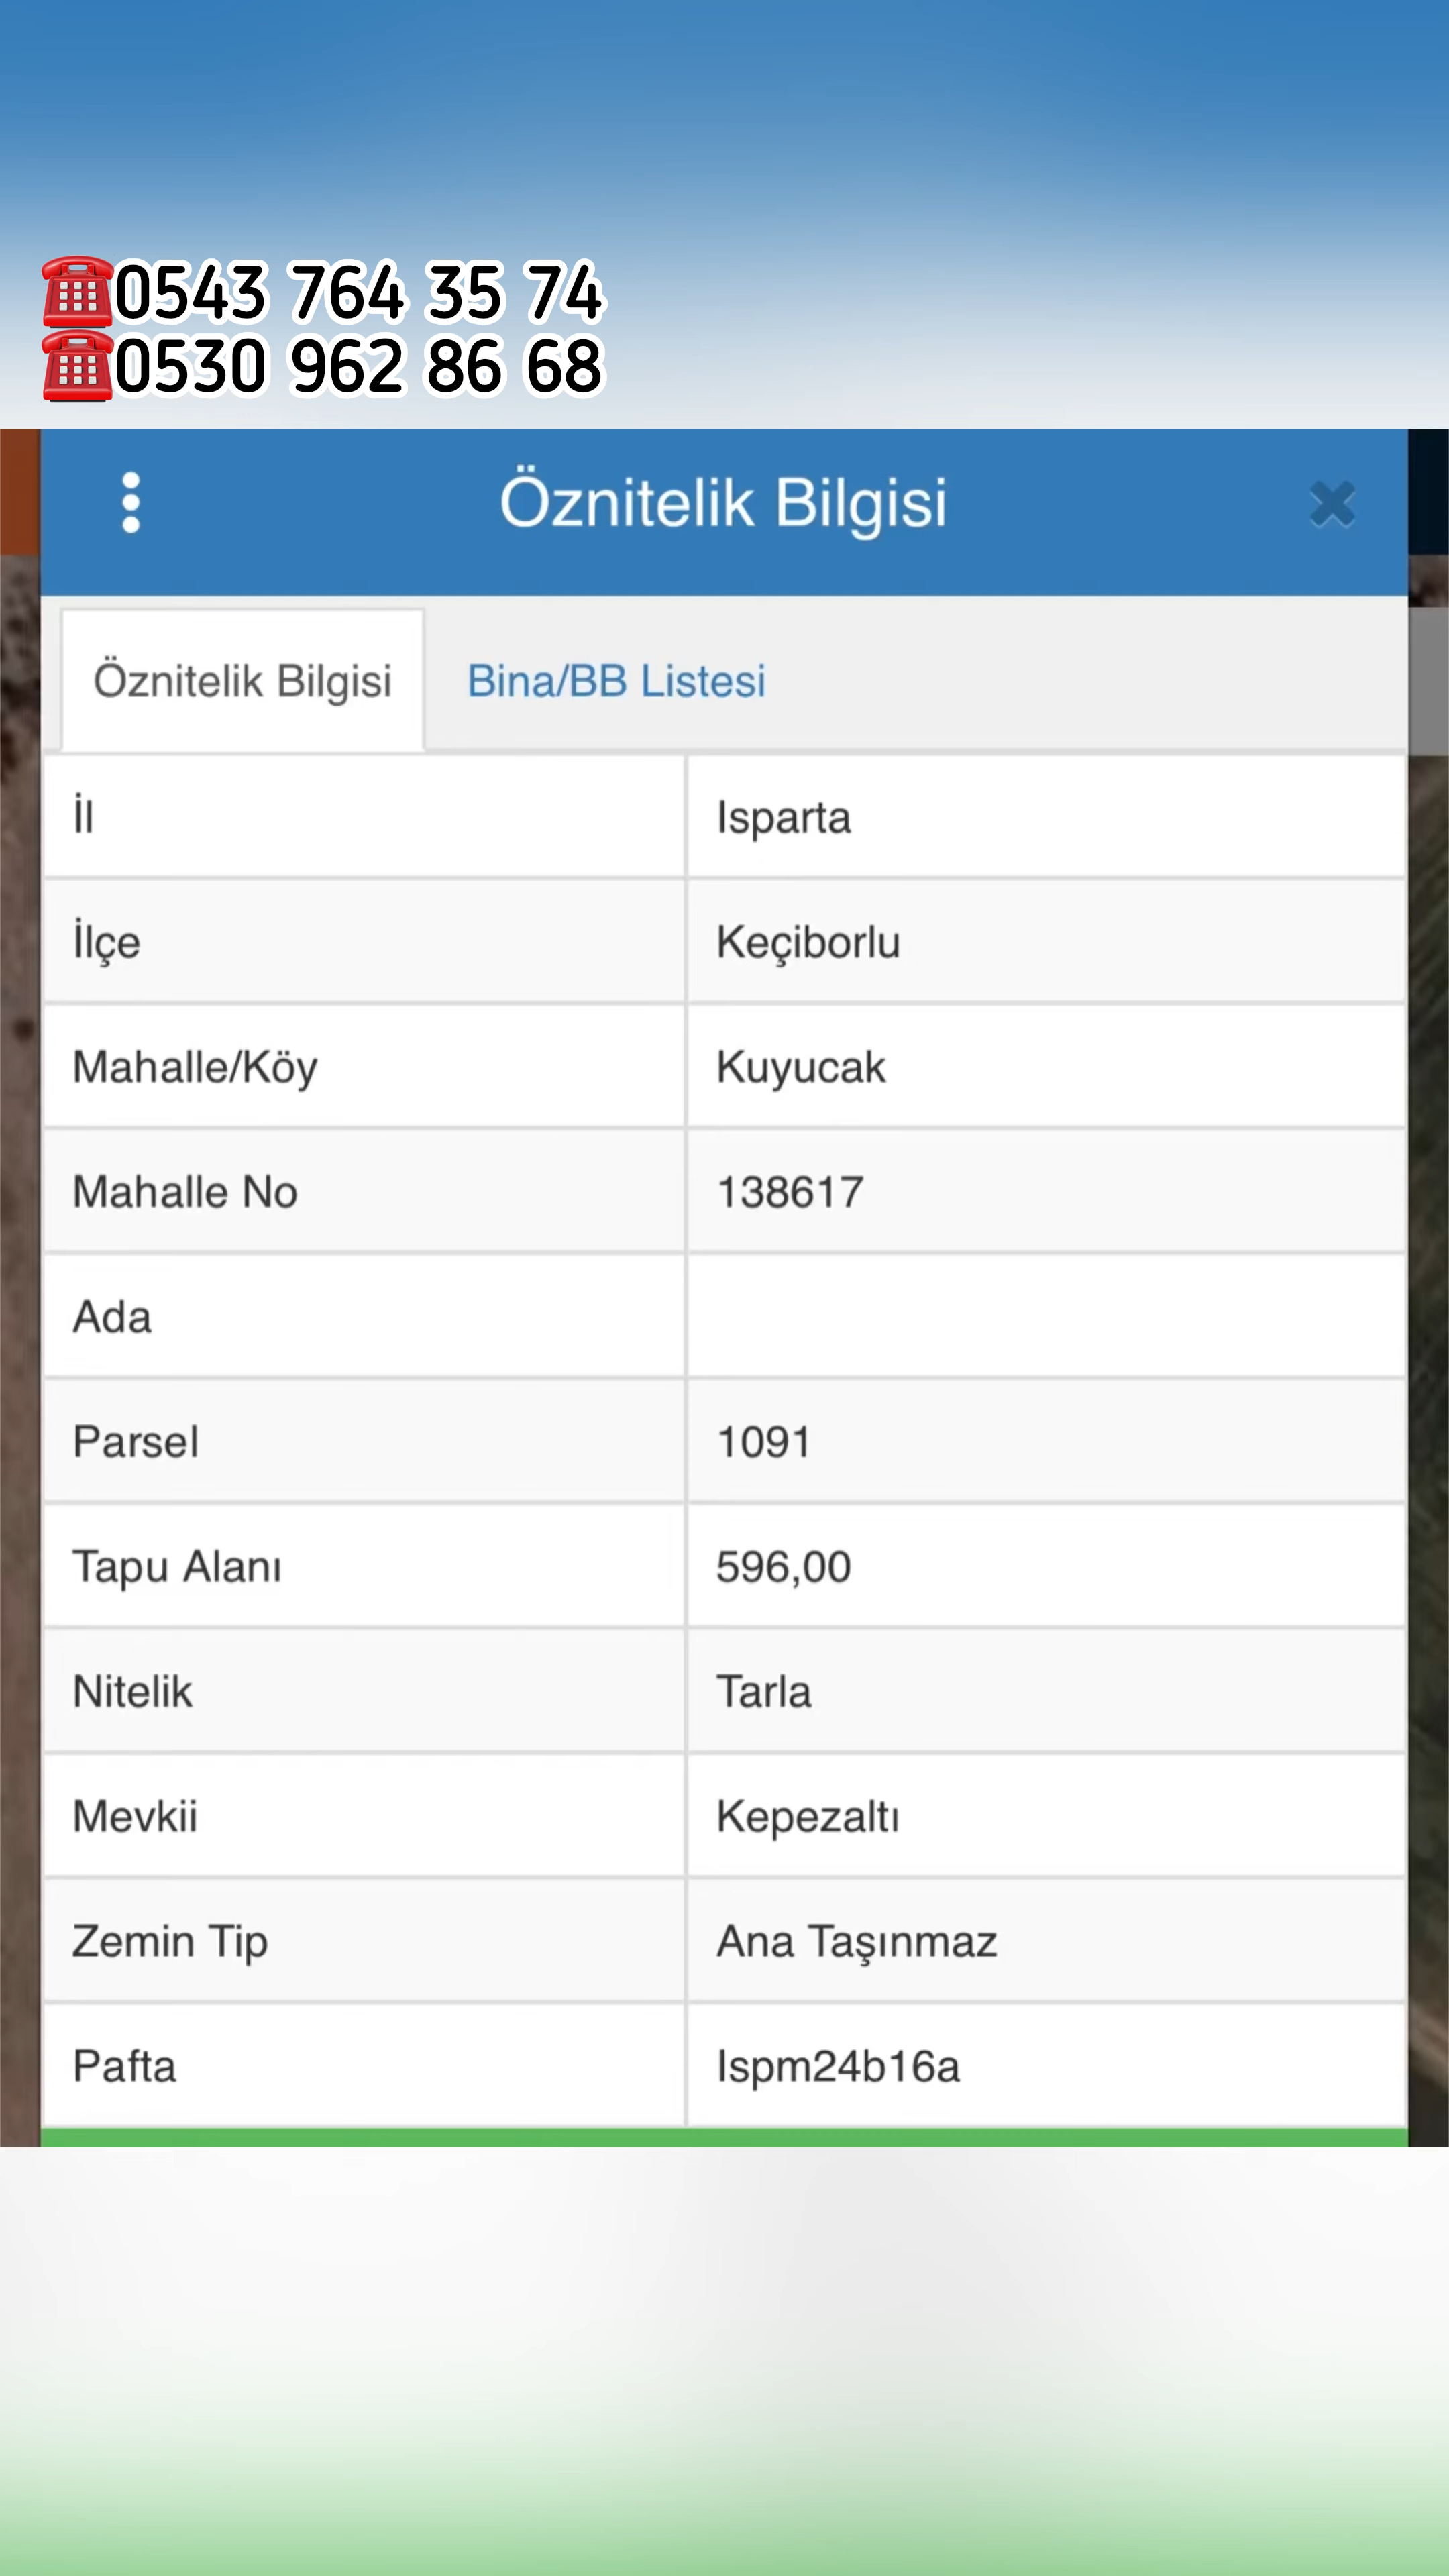 ☎️0543 764 35 74
☎️0530 962 86 68
Öznitelik Bilgisi
Öznitelik Bilgisi Bina/BB Listesi
İl Isparta
İlçe Keçiborlu
Mahalle/Köy Kuyucak
Mahalle No 138617
Ada
Parsel 1091
Tapu Alanı 596,00
Nitelik Tarla
Mevkii Kepezaltı
Zemin Tip Ana Taşınmaz
Pafta Ispm24b16a